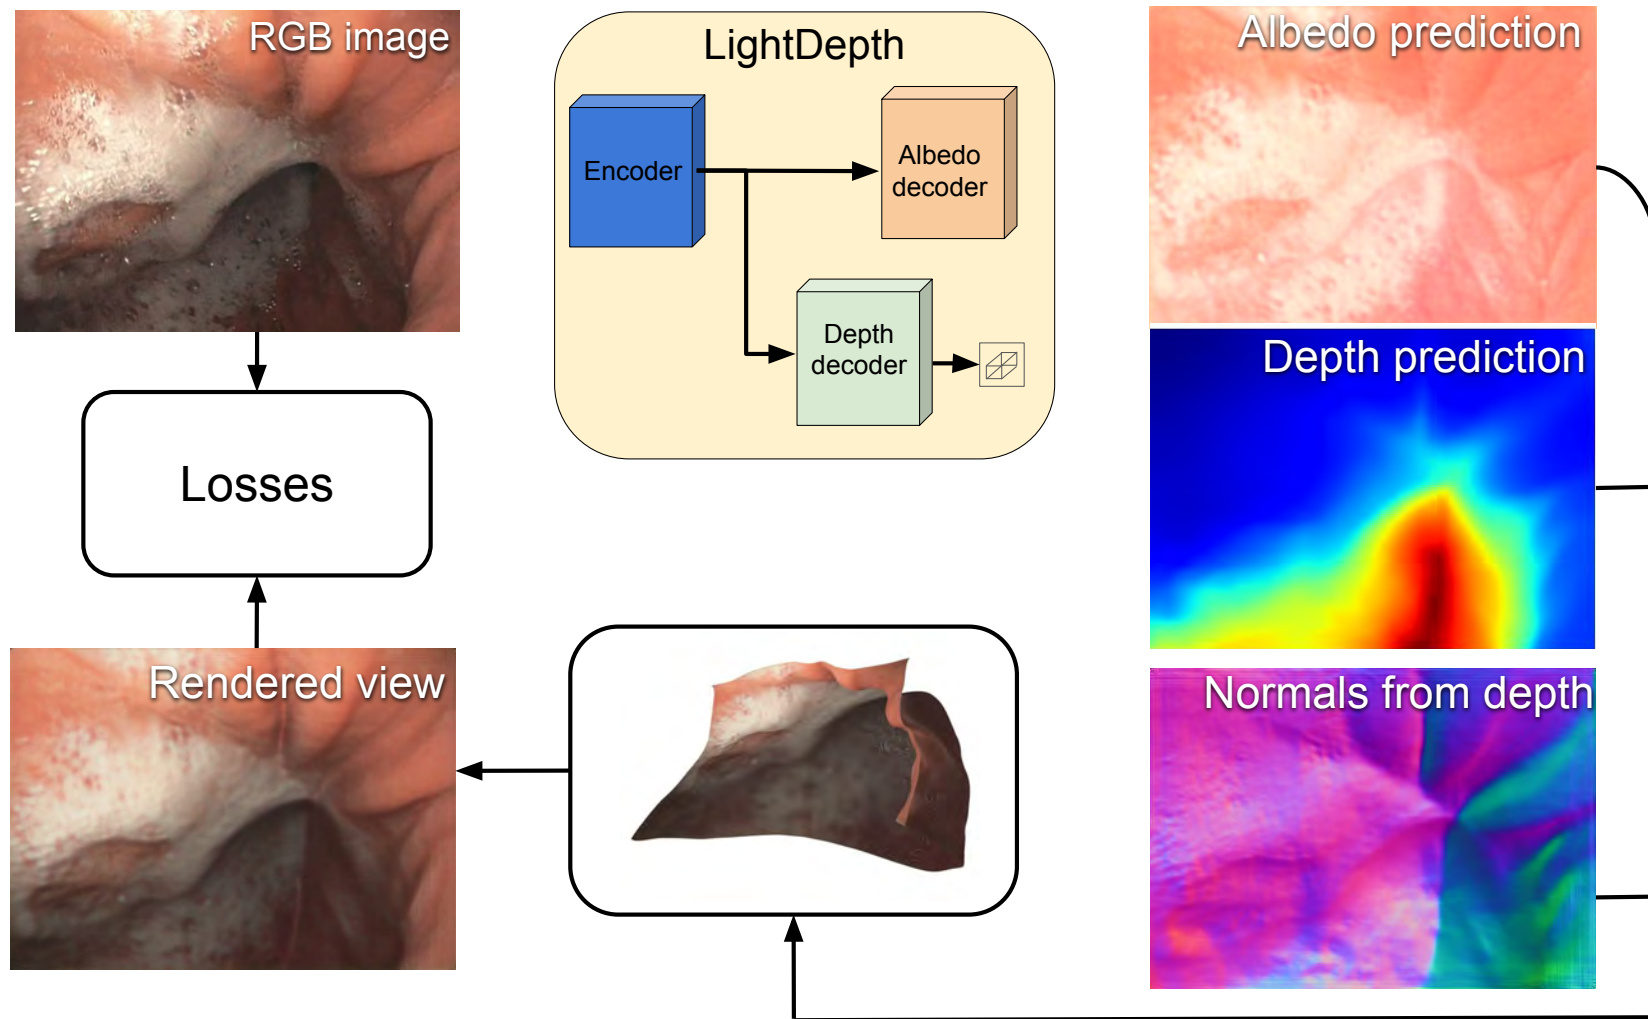 RGB image
LightDepth
Encoder
Albedo
decoder
Depth
decoder
Albedo prediction
Depth prediction
Normals from depth
Losses
Rendered view